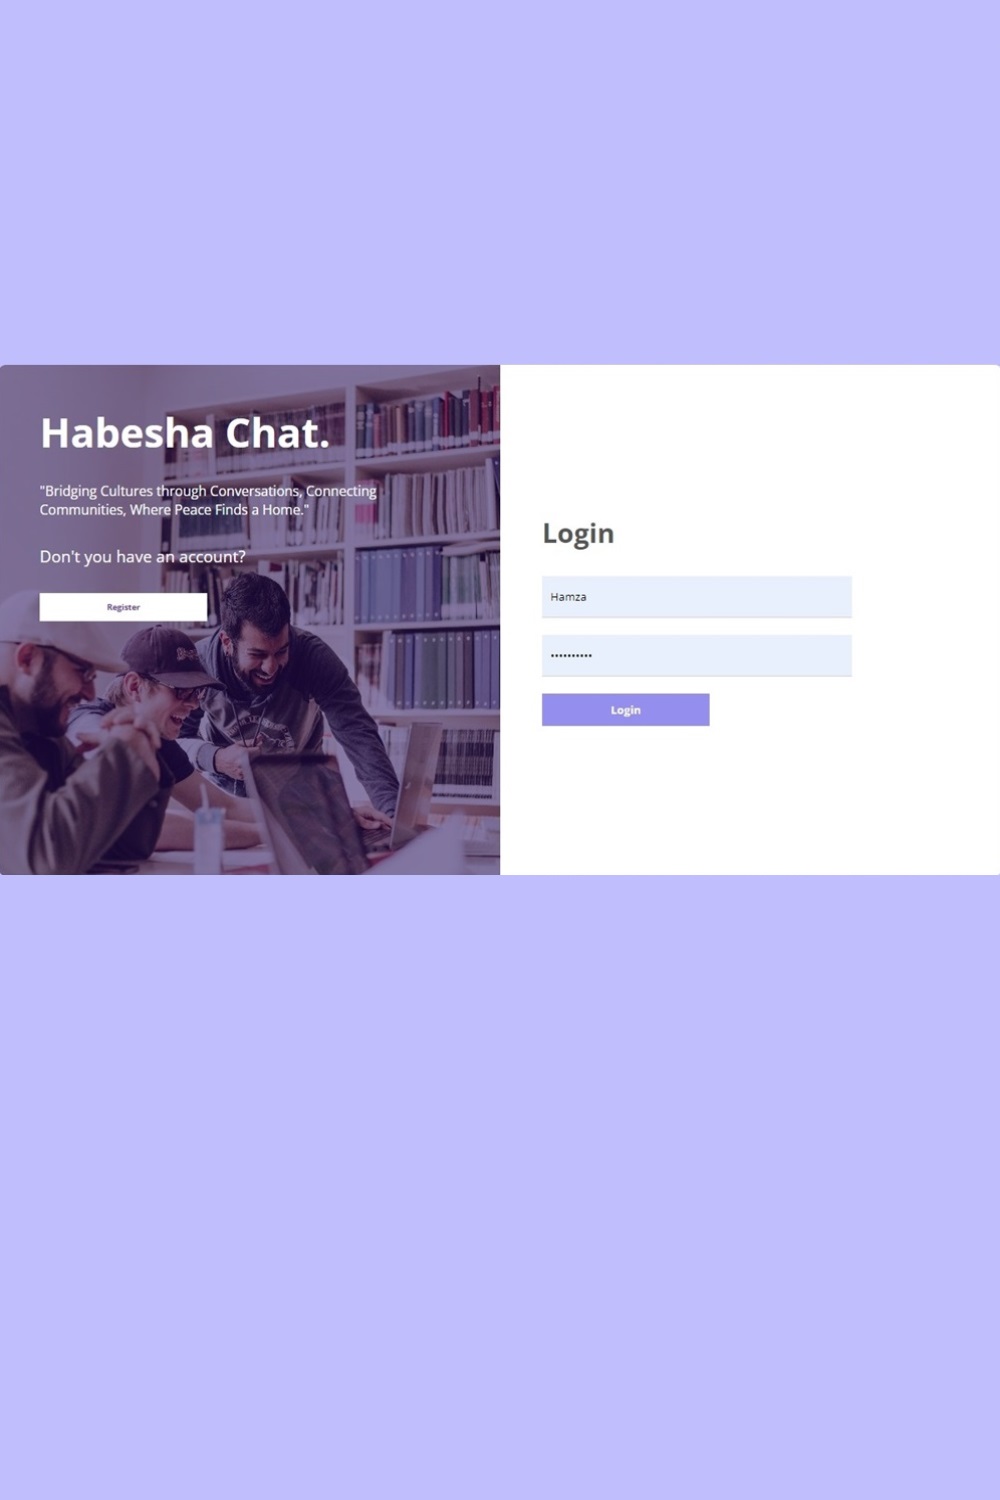 Habesha Chat.
"Bridging Cultures through Conversations, Connecting
Communities, Where Peace Finds a Home."
Don't you have an account?
Register
Login
Hamza
••••••••••
Login